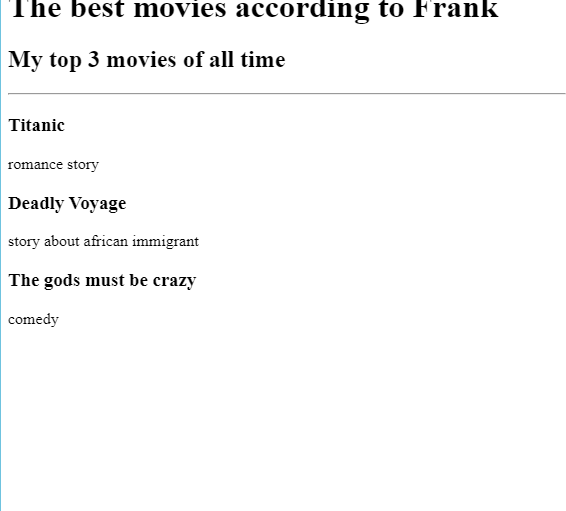 The best movies according to Frank
My top 3 movies of all time
Titanic
romance story
Deadly Voyage
story about african immigrant
The gods must be crazy
comedy